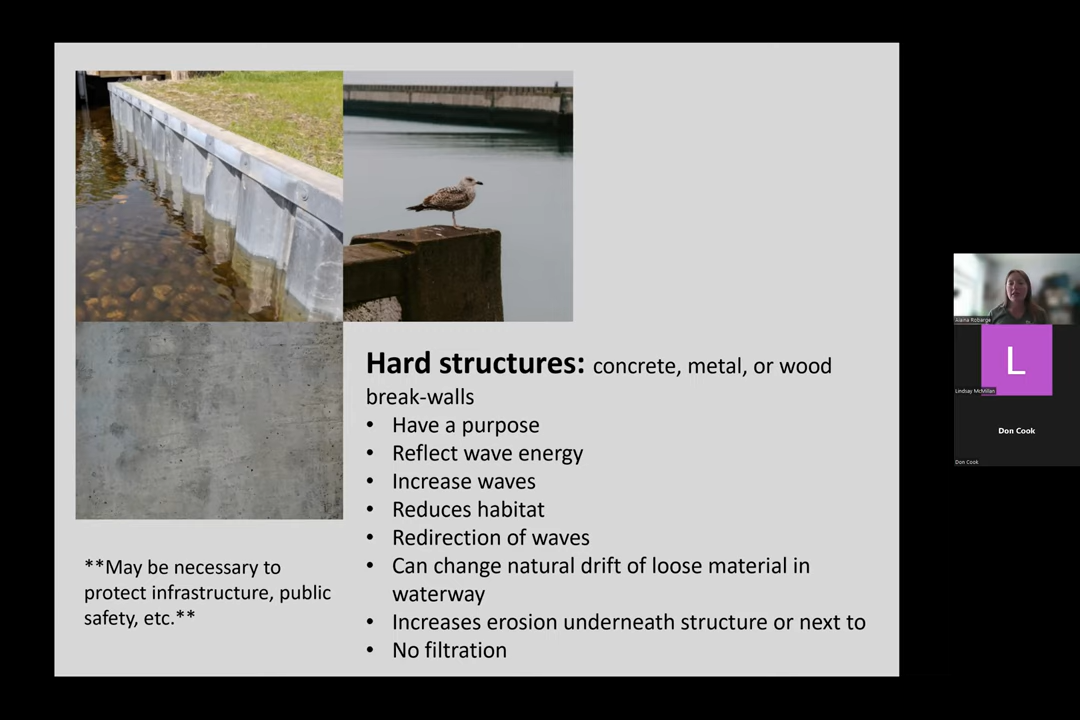 Hard structures: concrete, metal, or wood
break-walls
• Have a purpose
• Reflect wave energy
• Increase waves
• Reduces habitat
• Redirection of waves
• Can change natural drift of loose material in
waterway
• Increases erosion underneath structure or next to
• No filtration
**May be necessary to
protect infrastructure, public
safety, etc.**
Alaina Roberge
L
Lindsay McMillan
Don Cook
Don Cook